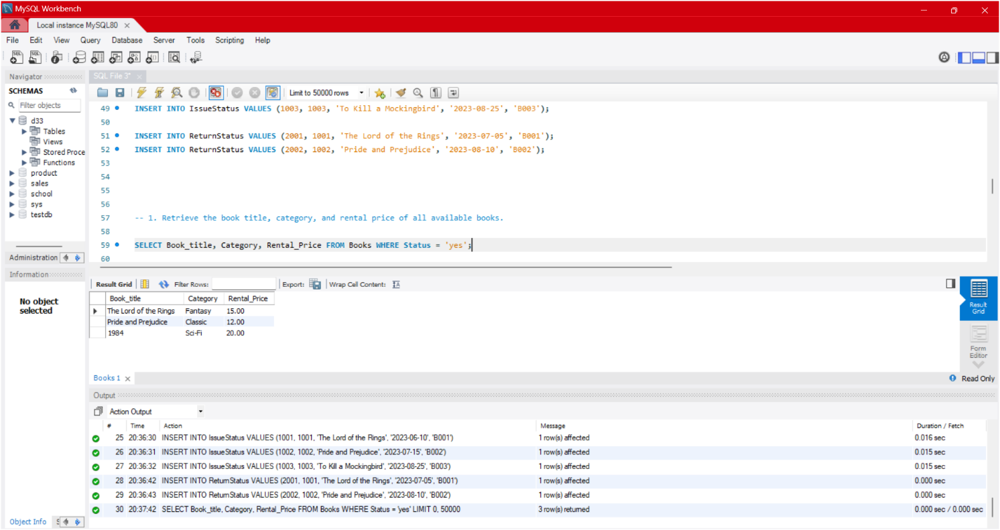 MySQL Workbench
Local instance MySQL80
File Edit View Query Database Server Tools Scripting Help
Navigator
SCHEMAS
Filter objects
d33
Tables
Views
Stored Proce
Functions
product
sales
school
sys
testdb
Administration
Information
No object
selected
Object Info S
SQL File 3*
Limit to 50000 rows
49 INSERT INTO IssueStatus VALUES (1003, 1003, 'To Kill a Mockingbird', '2023-08-25', 'B003');
50
51 INSERT INTO ReturnStatus VALUES (2001, 1001, 'The Lord of the Rings', '2023-07-05', 'B001');
52 INSERT INTO ReturnStatus VALUES (2002, 1002, 'Pride and Prejudice', '2023-08-10', 'B002');
53
54
55
56
57 -- 1. Retrieve the book title, category, and rental price of all available books.
58
59 SELECT Book_title, Category, Rental_Price FROM Books WHERE Status = 'yes';
60
Result Grid Filter Rows: Export: Wrap Cell Content:
Book_title Category Rental_Price
The Lord of the Rings Fantasy 15.00
Pride and Prejudice Classic 12.00
1984 Sci-Fi 20.00
Result
Grid
Form
Editor
Books 1
Read Only
Output
Action Output
# Time Action Message Duration / Fetch
25 20:36:30 INSERT INTO IssueStatus VALUES (1001, 1001, 'The Lord of the Rings', '2023-06-10', 'B001') 1 row(s) affected 0.016 sec
26 20:36:31 INSERT INTO IssueStatus VALUES (1002, 1002, 'Pride and Prejudice', '2023-07-15', 'B002') 1 row(s) affected 0.015 sec
27 20:36:32 INSERT INTO IssueStatus VALUES (1003, 1003, 'To Kill a Mockingbird', '2023-08-25', 'B003') 1 row(s) affected 0.015 sec
28 20:36:42 INSERT INTO ReturnStatus VALUES (2001, 1001, 'The Lord of the Rings', '2023-07-05', 'B001') 1 row(s) affected 0.000 sec
29 20:36:43 INSERT INTO ReturnStatus VALUES (2002, 1002, 'Pride and Prejudice', '2023-08-10', 'B002') 1 row(s) affected 0.000 sec
30 20:37:42 SELECT Book_title, Category, Rental_Price FROM Books WHERE Status = 'yes' LIMIT 0, 50000 3 row(s) returned 0.000 sec / 0.000 sec